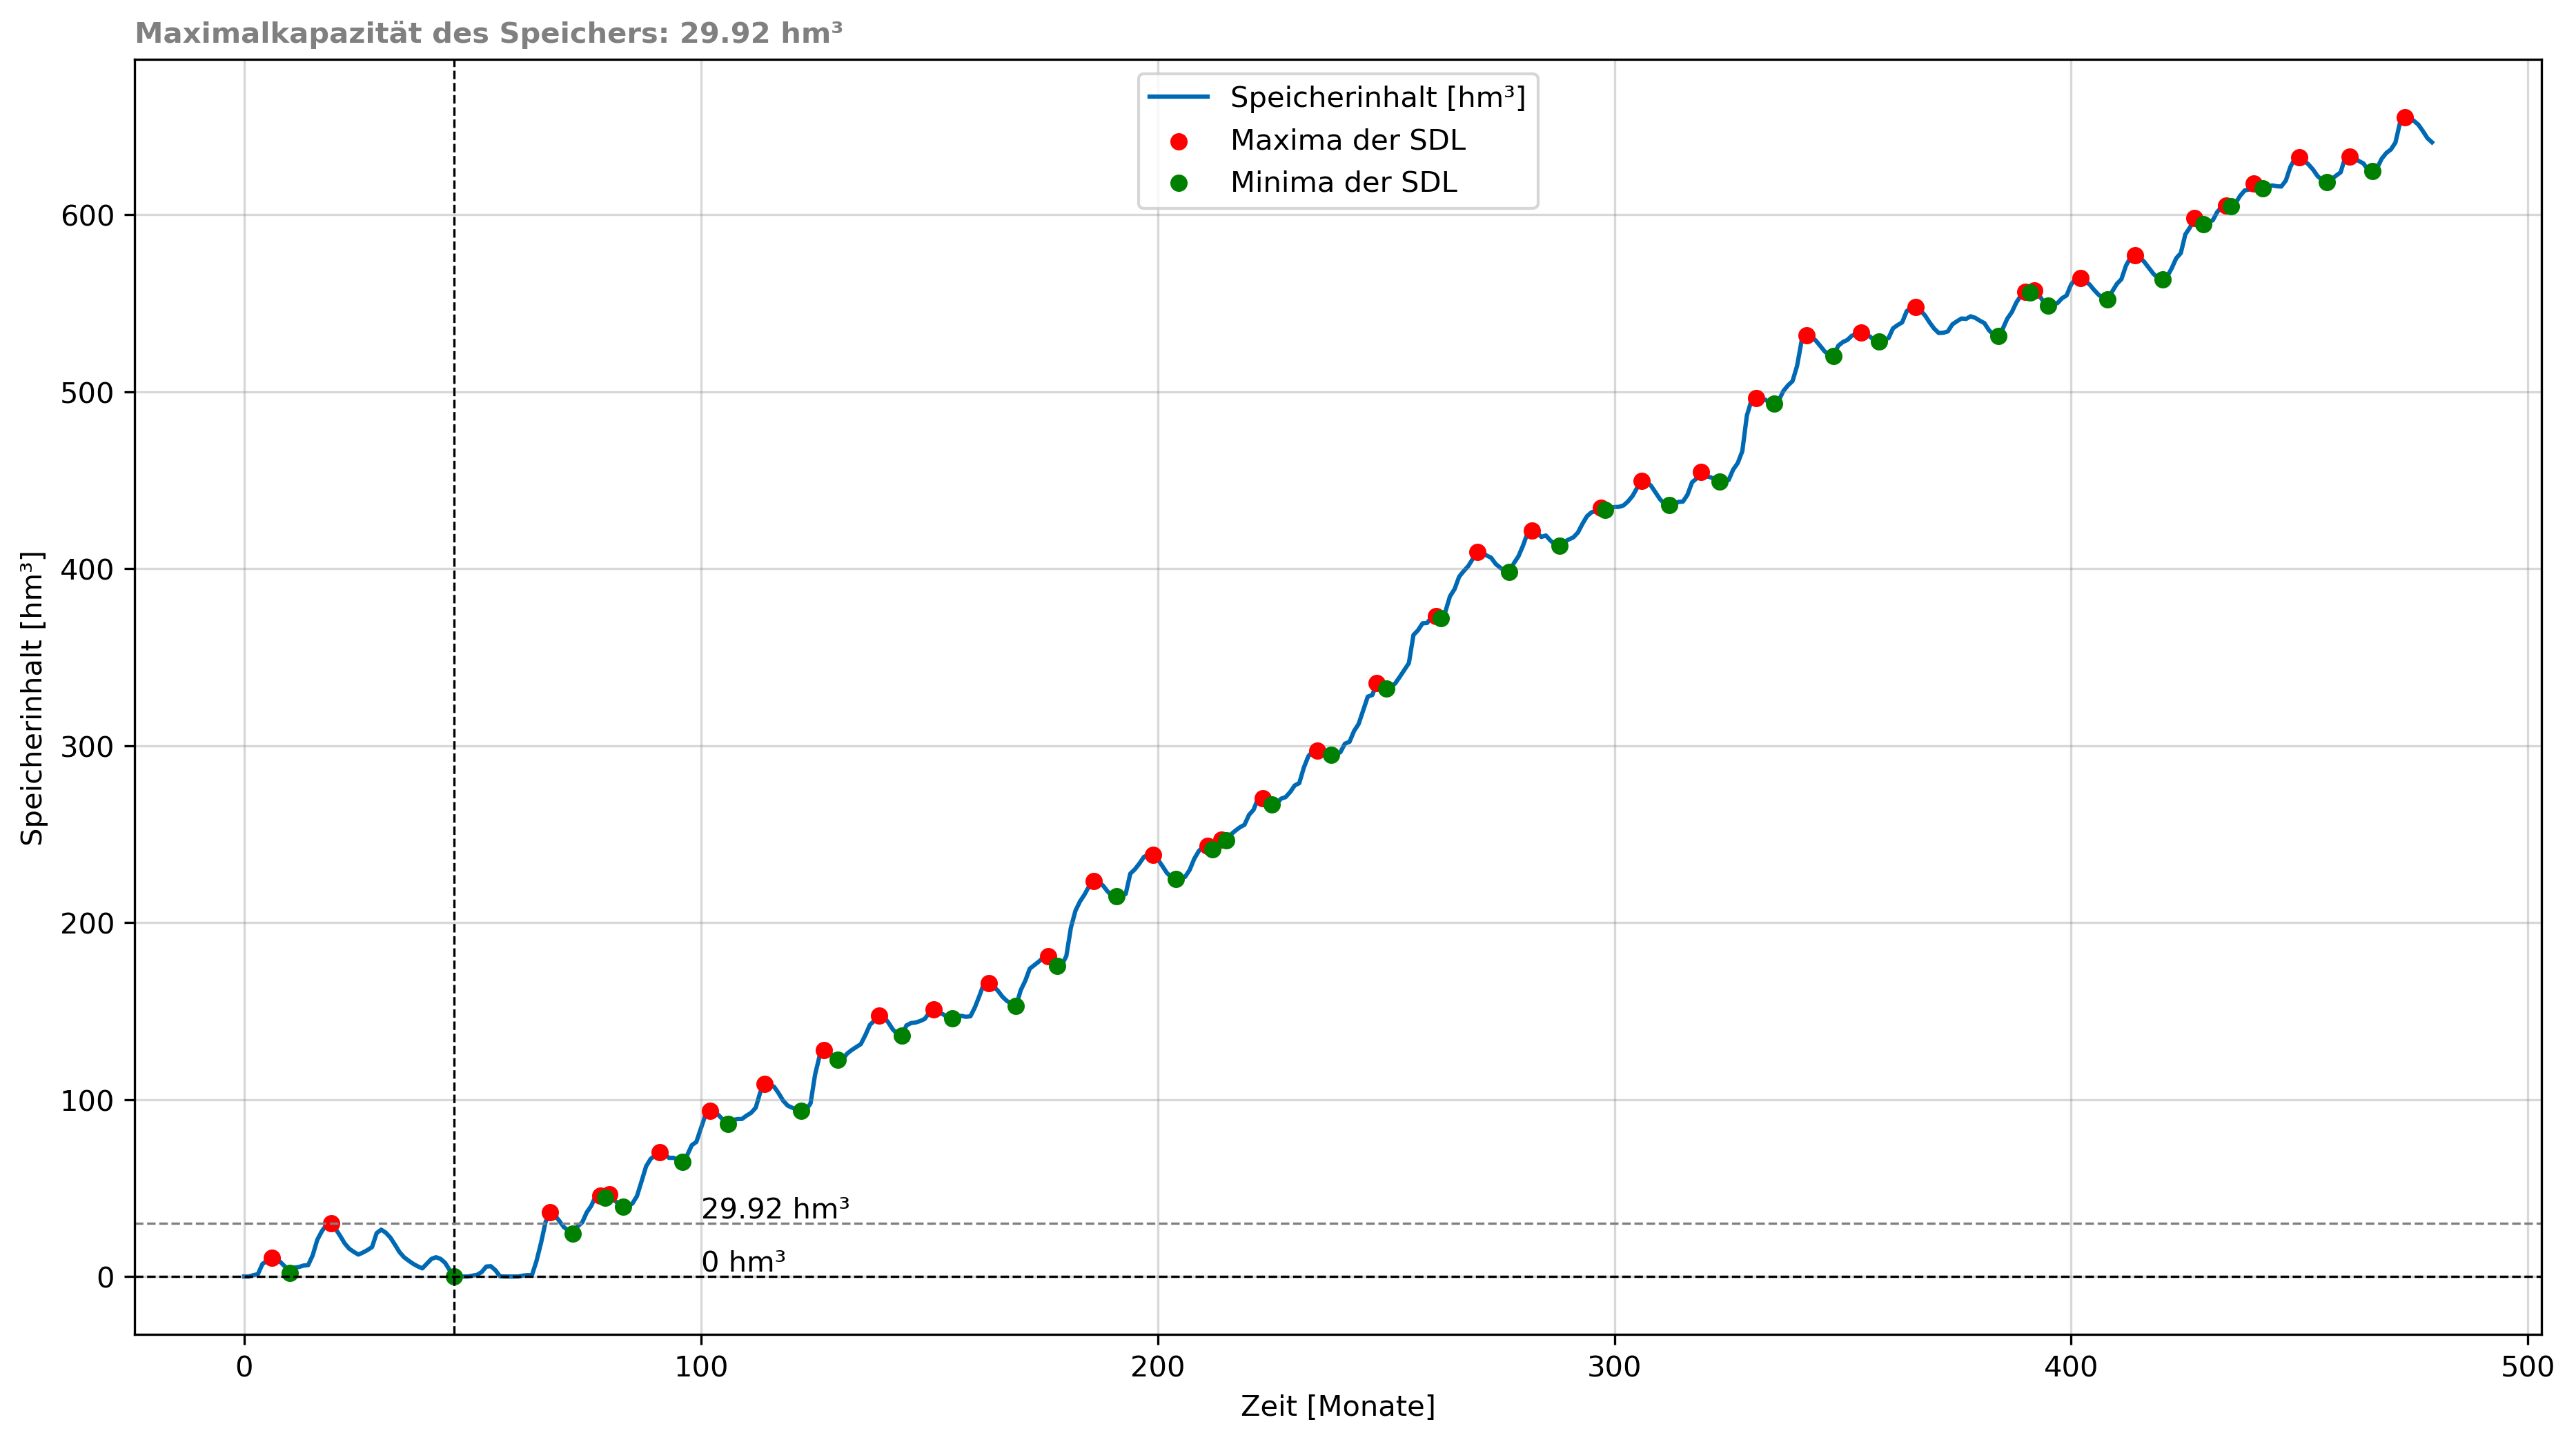 Maximalkapazität des Speichers: 29.92 hm³
Speicherinhalt [hm³]
Maxima der SDL
Minima der SDL
600
500
400
300
200
100
0
Speicherinhalt [hm³]
29.92 hm³
0 hm³
0
100
200
300
400
500
Zeit [Monate]